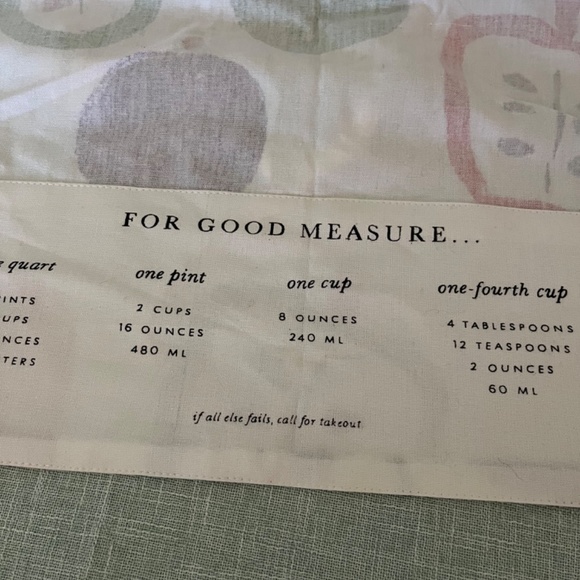 FOR GOOD MEASURE...
quart
one pint
2 CUPS
16 OUNCES
480 ML
one cup
8 OUNCES
240 ML
one-fourth cup
4 TABLESPOONS
12 TEASPOONS
2 OUNCES
60 ML
if all else fails, call for takeout